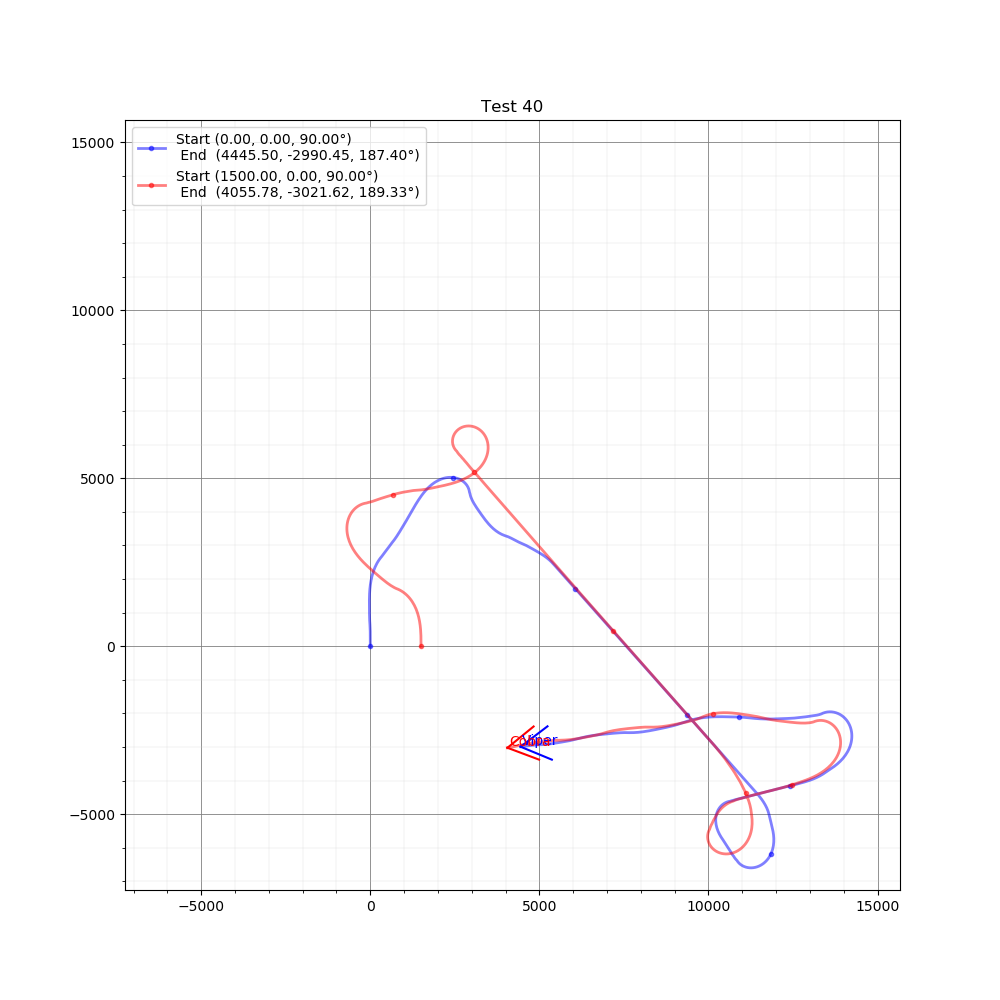 Test 40
Start (0.00, 0.00, 90.00°)
End  (4445.50, -2990.45, 187.40°)
Start (1500.00, 0.00, 90.00°)
End  (4055.78, -3021.62, 189.33°)
15000
10000
5000
0
−5000
−5000
0
5000
10000
15000